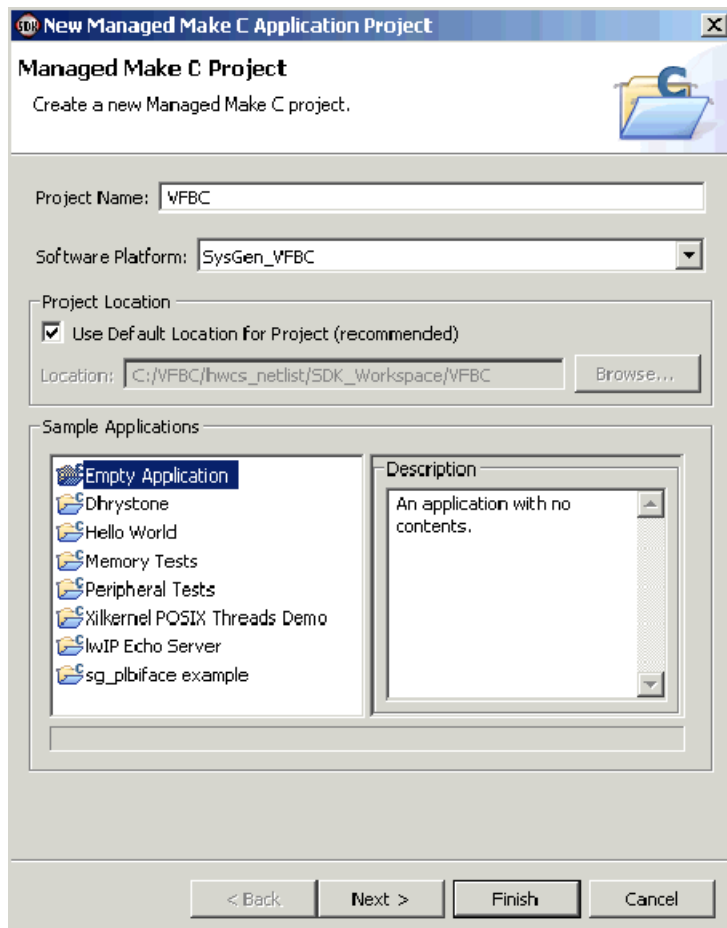 SDK New Managed Make C Application Project
Managed Make C Project
Create a new Managed Make C project.
Project Name: VFBC
Software Platform: SysGen_VFBC
Project Location
Use Default Location for Project (recommended)
Location: C:/VFBC/hwcs_netlist/SDK_Workspace/VFBC Browse...
Sample Applications
Empty Application
Dhrystone
Hello World
Memory Tests
Peripheral Tests
Xilkernel POSIX Threads Demo
lwIP Echo Server
sg_plbiface example
Description
An application with no
contents.
< Back Next > Finish Cancel